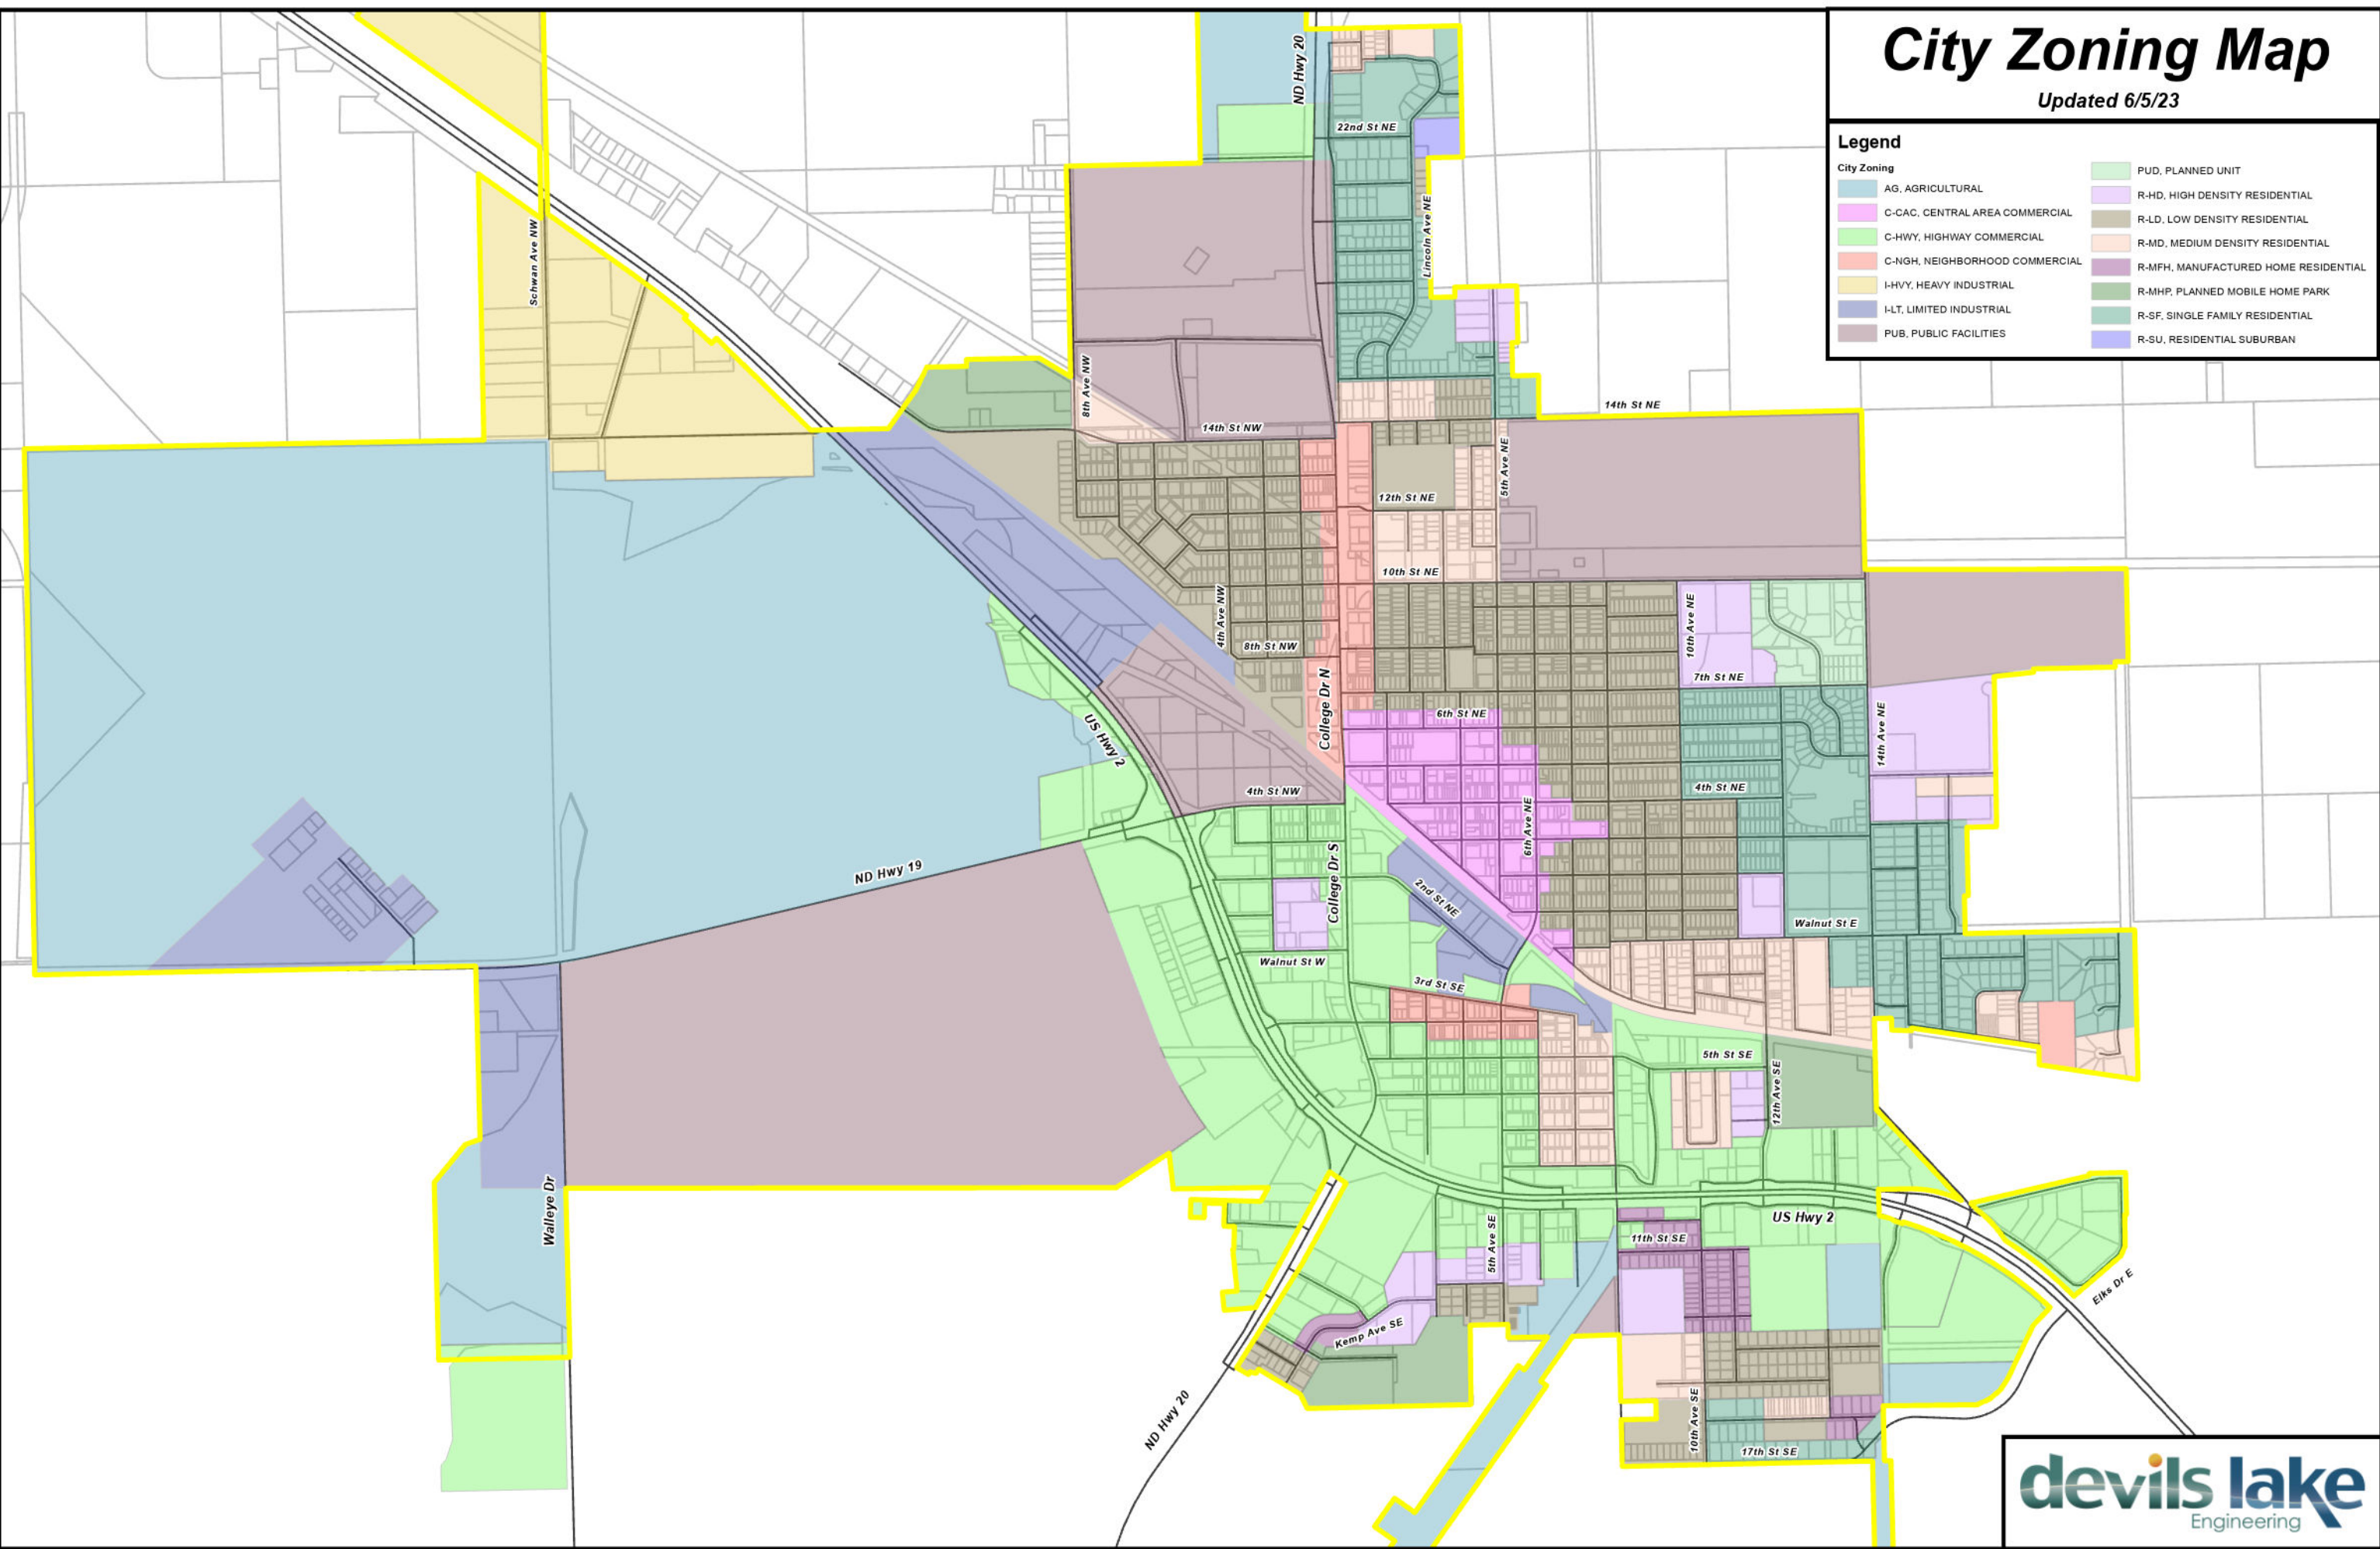 City Zoning Map
Updated 6/5/23
Legend
City Zoning
AG, AGRICULTURAL
C-CAC, CENTRAL AREA COMMERCIAL
C-HWY, HIGHWAY COMMERCIAL
C-NGH, NEIGHBORHOOD COMMERCIAL
I-HVY, HEAVY INDUSTRIAL
I-LT, LIMITED INDUSTRIAL
PUB, PUBLIC FACILITIES
PUD, PLANNED UNIT
R-HD, HIGH DENSITY RESIDENTIAL
R-LD, LOW DENSITY RESIDENTIAL
R-MD, MEDIUM DENSITY RESIDENTIAL
R-MFH, MANUFACTURED HOME RESIDENTIAL
R-MHP, PLANNED MOBILE HOME PARK
R-SF, SINGLE FAMILY RESIDENTIAL
R-SU, RESIDENTIAL SUBURBAN
ND Hwy 20
22nd St NE
Lincoln Ave NE
Schwan Ave NW
8th Ave NW
14th St NE
14th St NW
5th Ave NE
12th St NE
10th St NE
4th Ave NW
10th Ave NE
8th St NW
7th St NE
College Dr N
6th St NE
14th Ave NE
US Hwy 2
4th St NW
4th St NE
6th Ave NE
ND Hwy 19
College Dr S
2nd St NE
Walnut St E
Walnut St W
3rd St SE
5th St SE
12th Ave SE
Walleye Dr
US Hwy 2
5th Ave SE
11th St SE
Elks Dr E
Kemp Ave SE
ND Hwy 20
10th Ave SE
17th St SE
devils lake
Engineering